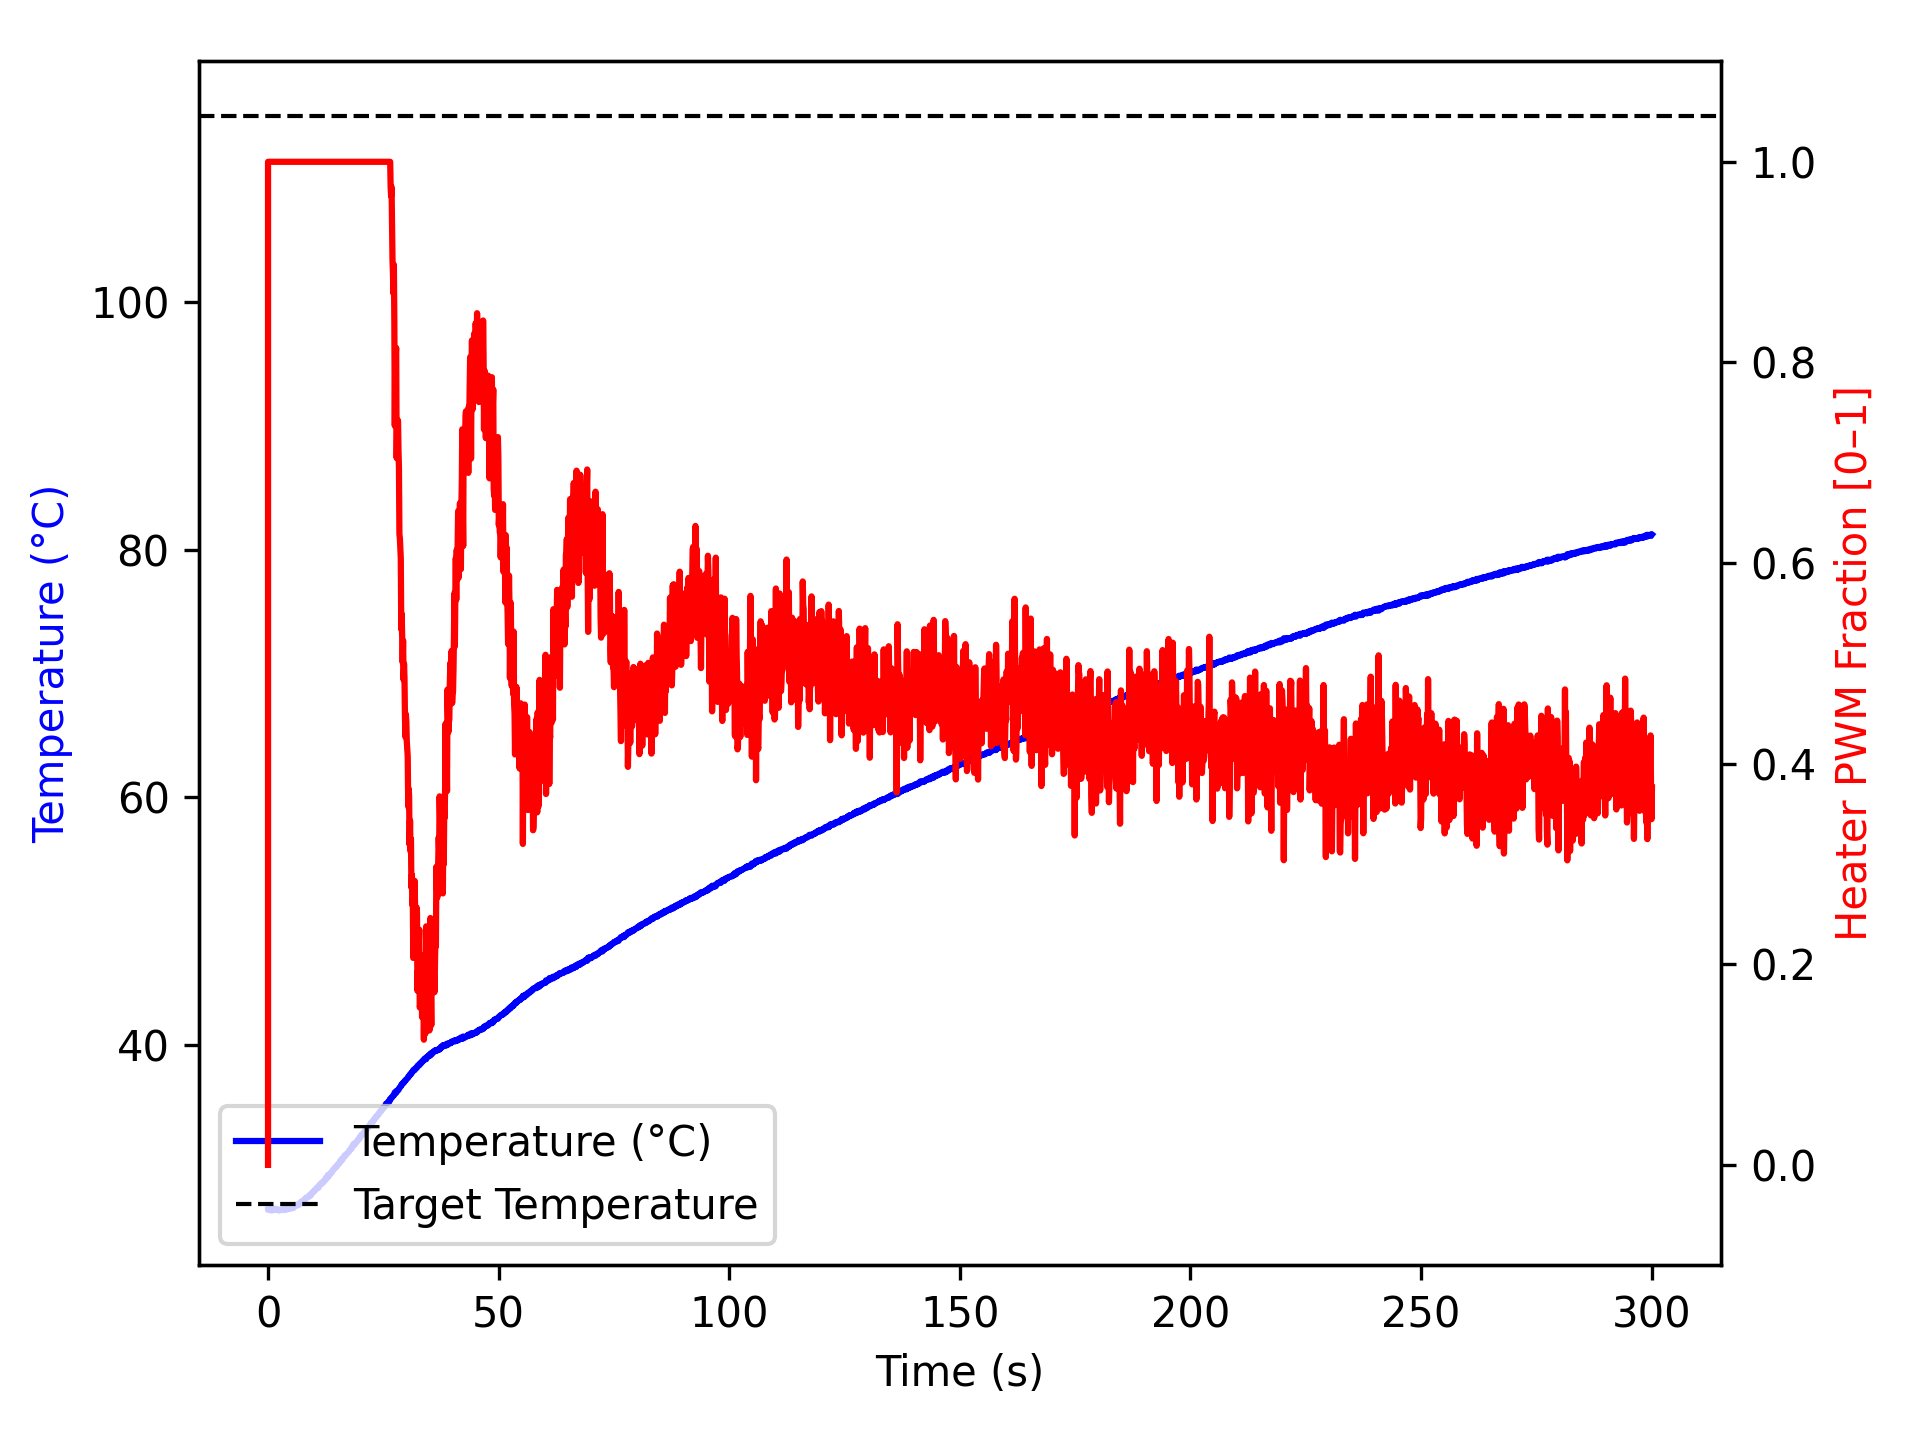 100
80
60
40
Temperature (°C)
1.0
0.8
0.6
0.4
0.2
0.0
Heater PWM Fraction [0–1]
Temperature (°C)
Target Temperature
0 50 100 150 200 250 300
Time (s)